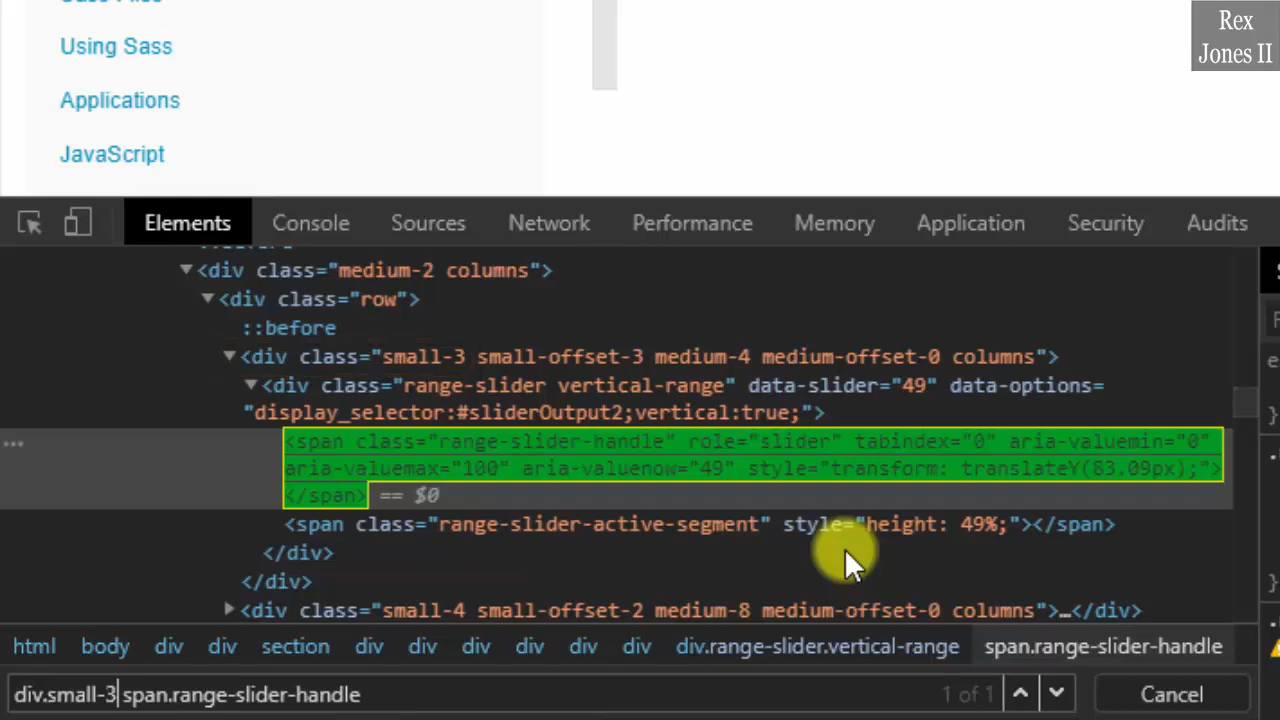 Rex
Jones II
Using Sass
Applications
JavaScript
Elements Console Sources Network Performance Memory Application Security Audits
<div class="medium-2 columns">
<div class="row">
::before
<div class="small-3 small-offset-3 medium-4 medium-offset-0 columns">
<div class="range-slider vertical-range" data-slider="49" data-options=
"display_selector:#sliderOutput2;vertical:true;">
<span class="range-slider-handle" role="slider" tabindex="0" aria-valuemin="0"
aria-valuemax="100" aria-valuenow="49" style="transform: translateY(83.09px);">
</span> == $0
<span class="range-slider-active-segment" style="height: 49%;"></span>
</div>
</div>
<div class="small-4 small-offset-2 medium-8 medium-offset-0 columns">…</div>
html body div div section div div div div div div div.range-slider.vertical-range span.range-slider-handle
div.small-3 span.range-slider-handle 1 of 1 Cancel